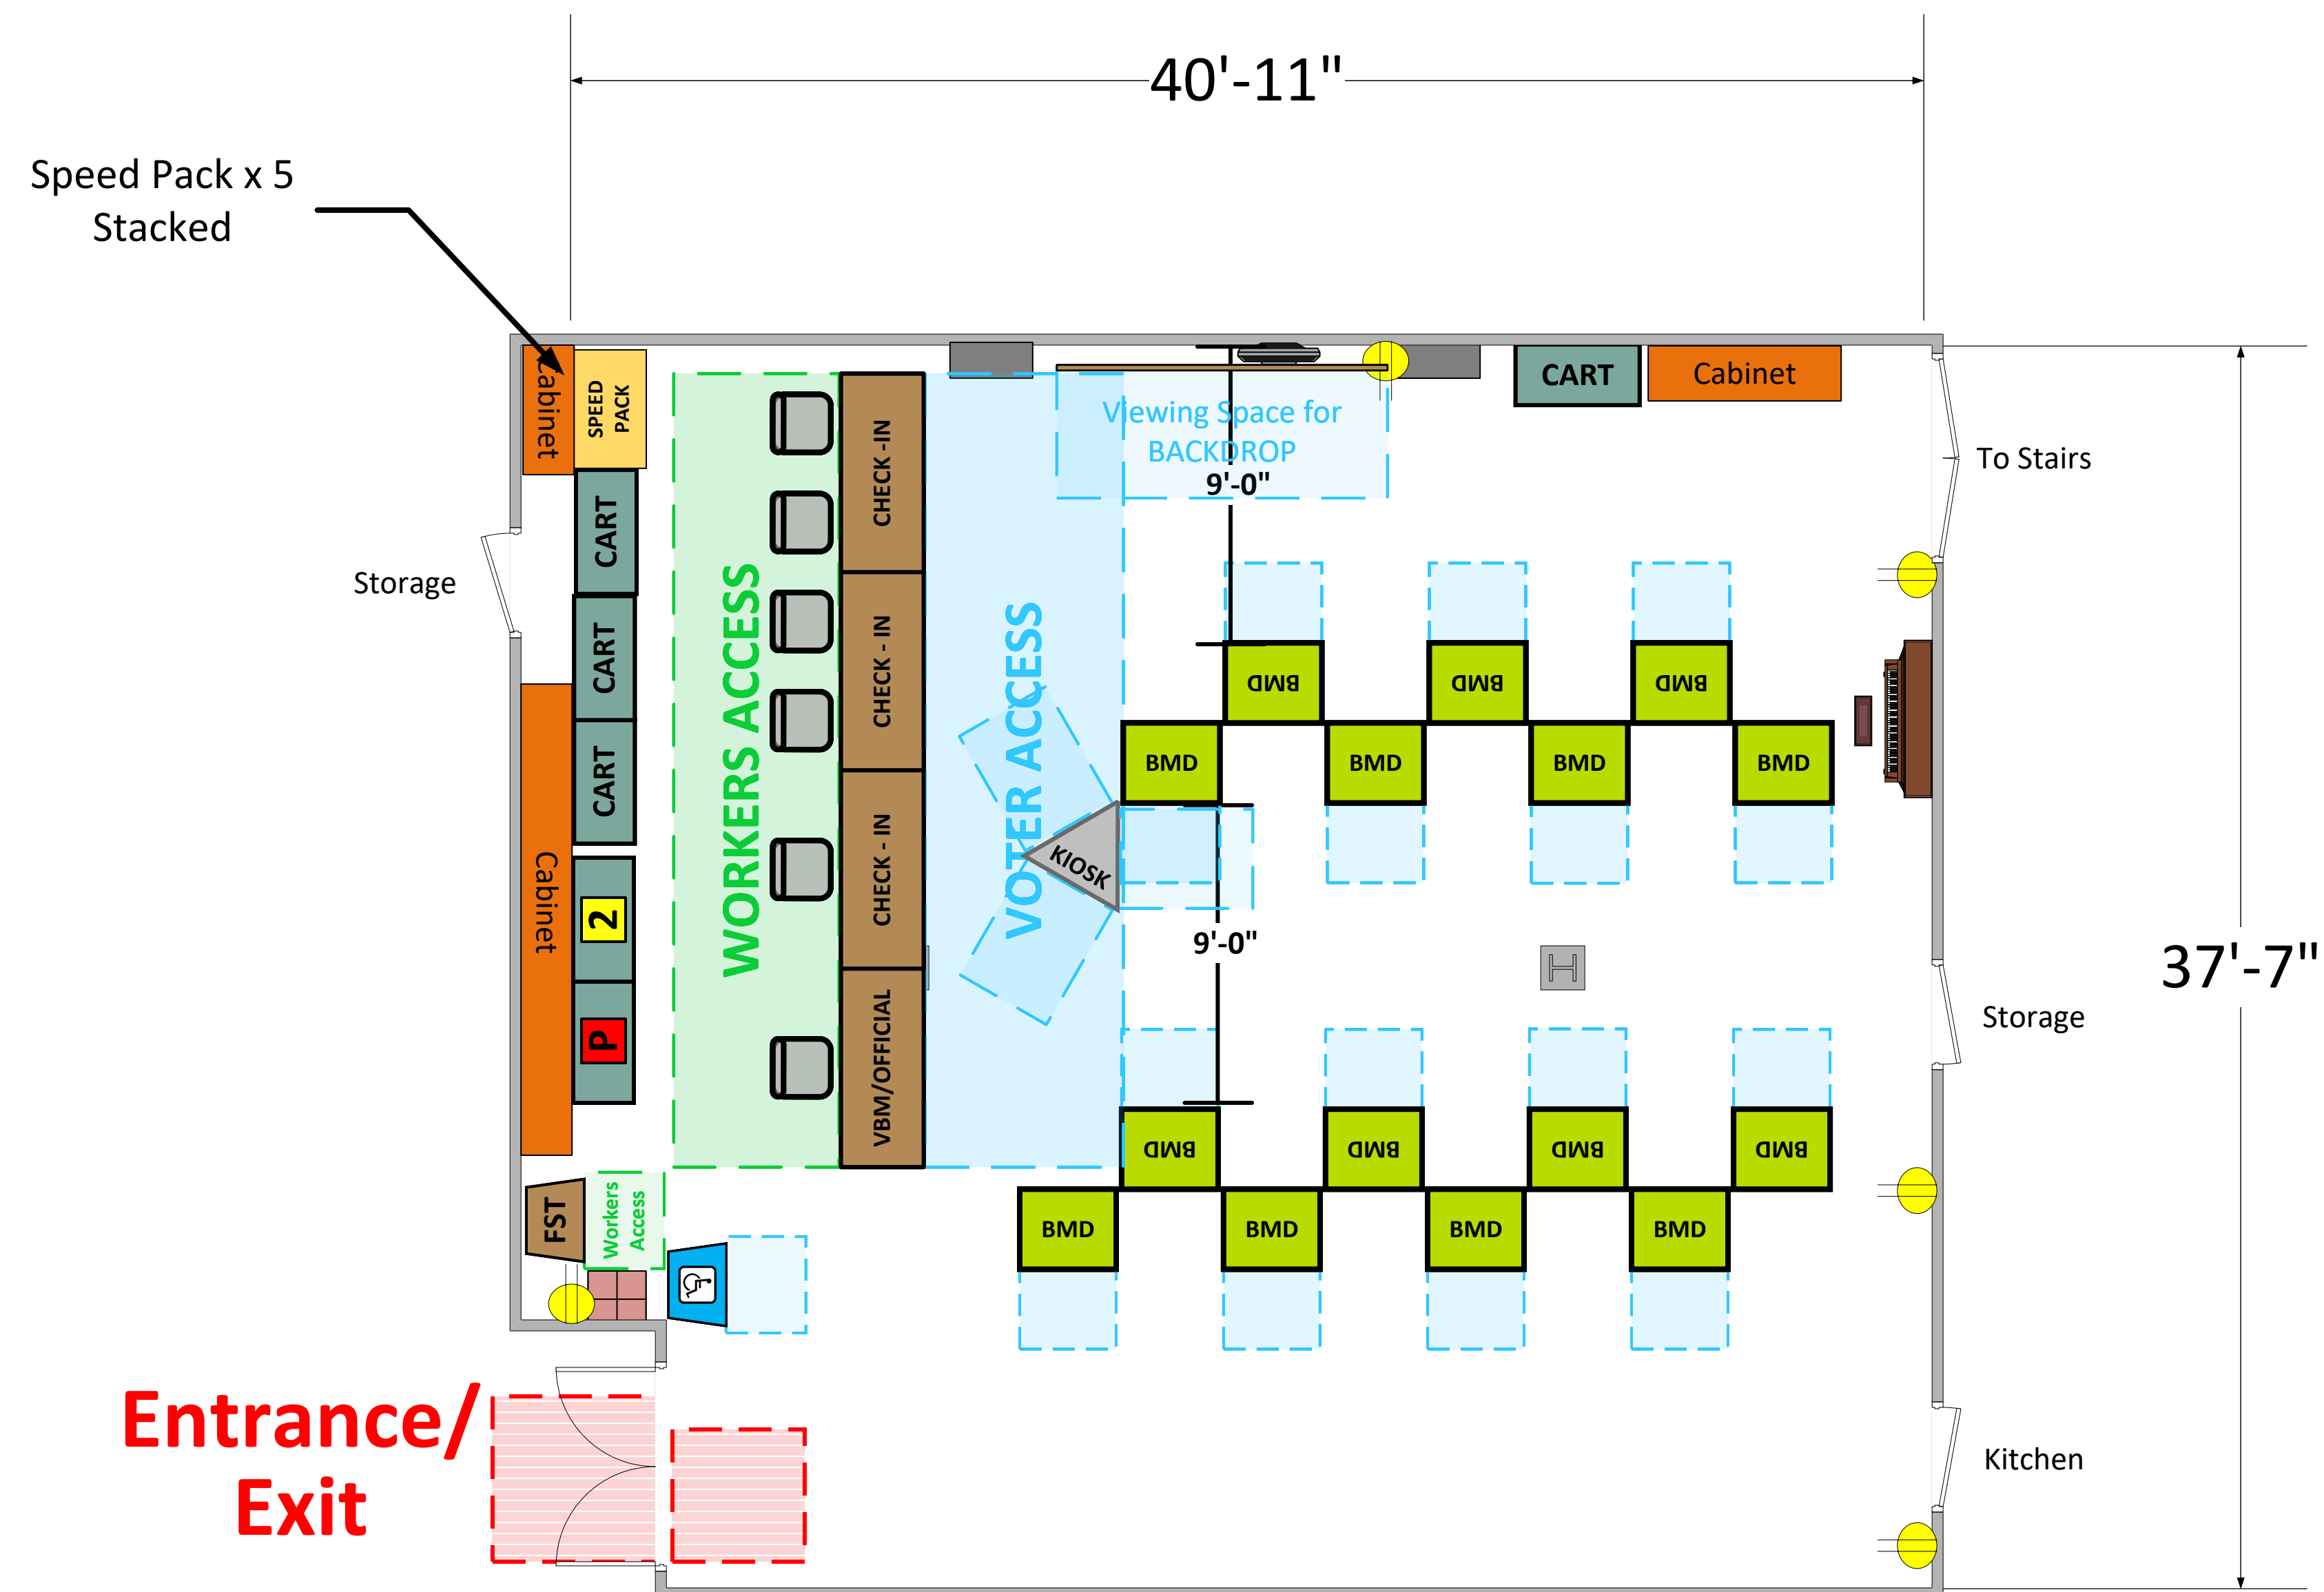 40'-11"
Speed Pack x 5
Stacked
Cabinet
SPEED
PACK
CHECK -IN
Viewing Space for
BACKDROP
9'-0"
CART
Cabinet
To Stairs
CART
Storage
WORKERS ACCESS
VOTER ACCESS
CHECK - IN
CART
BMD
BMD
BMD
BMD
BMD
BMD
BMD
CART
CHECK - IN
KIOSK
Cabinet
2
9'-0"
H
37'-7"
P
Storage
VBM/OFFICIAL
BMD
BMD
BMD
BMD
FST
Workers
Access
BMD
BMD
BMD
BMD
Entrance/
Exit
Kitchen